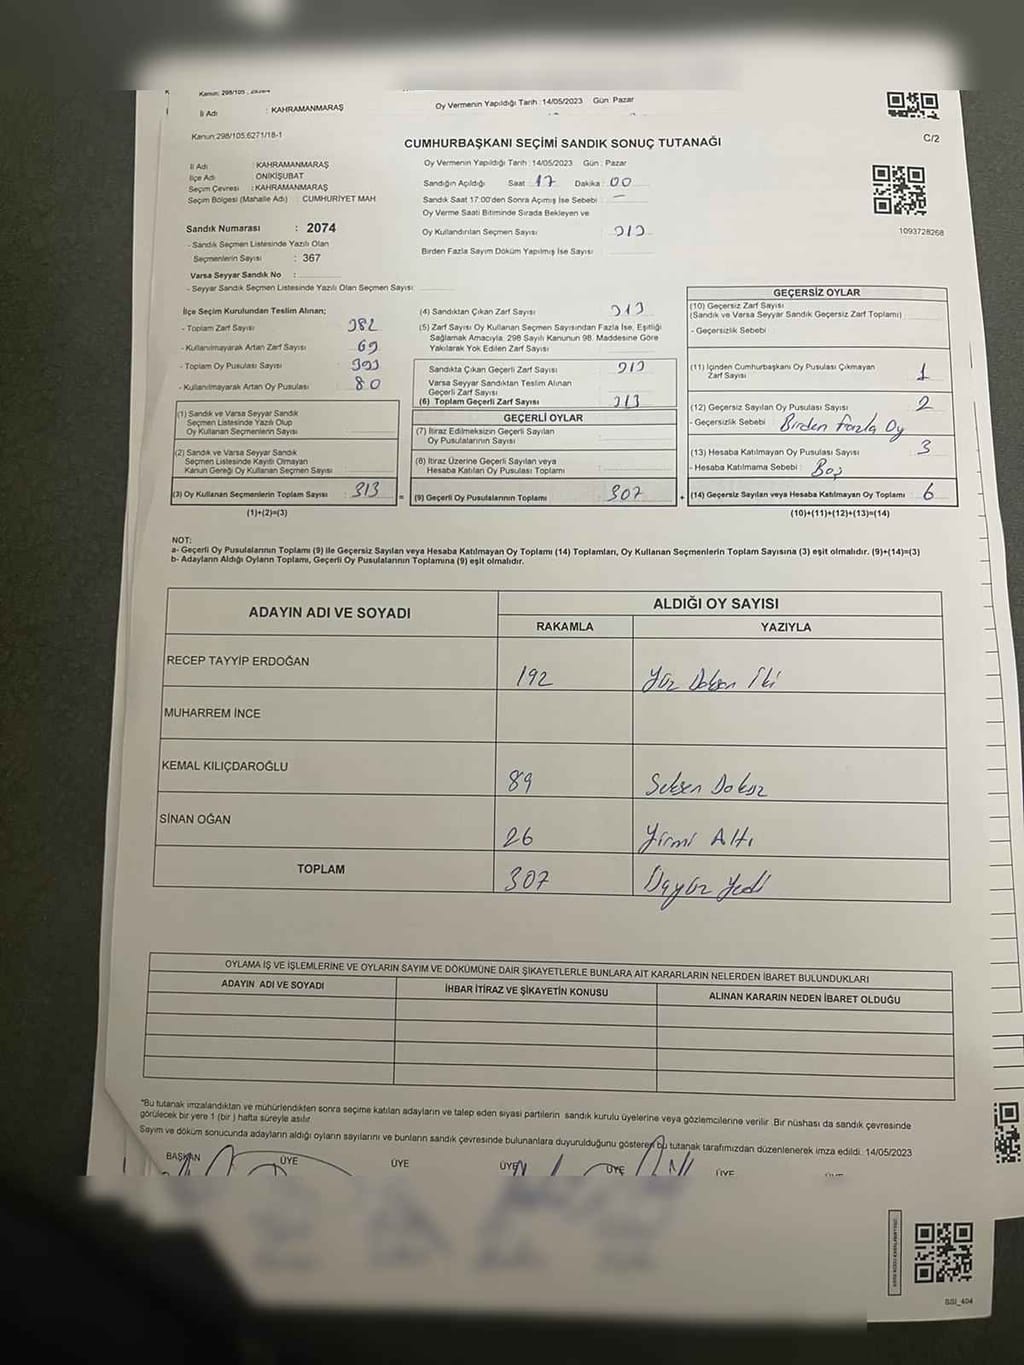 Kanun: 298/105
İl Adı : KAHRAMANMARAŞ
Oy Vermenin Yapıldığı Tarih :14/05/2023 Gün: Pazar
Kanun:298/105.6271/18-1
C/2
CUMHURBAŞKANI SEÇİMİ SANDIK SONUÇ TUTANAĞI
İl Adı : KAHRAMANMARAŞ
İlçe Adı : ONİKİŞUBAT
Seçim Çevresi : KAHRAMANMARAŞ
Seçim Bölgesi (Mahalle Adı) : CUMHURİYET MAH
Oy Vermenin Yapıldığı Tarih : 14/05/2023 Gün : Pazar
Sandığın Açıldığı Saat : 17 Dakika : 00
Sandık Saat 17.00'den Sonra Açımış İse Sebebi : —
Oy Verme Saati Bitiminde Sırada Bekleyen ve
Oy Kullandırılan Seçmen Sayısı : 313
Birden Fazla Sayım Döküm Yapılmış İse Sayısı :
1093728268
Sandık Numarası : 2074
- Sandık Seçmen Listesinde Yazılı Olan
Seçmenlerin Sayısı : 367
Varsa Seyyar Sandık No :
- Seyyar Sandık Seçmen Listesinde Yazılı Olan Seçmen Sayısı:
İlçe Seçim Kurulundan Teslim Alınan;
- Toplam Zarf Sayısı 382
- Kullanılmayarak Artan Zarf Sayısı 69
- Toplam Oy Pusulası Sayısı 393
- Kullanılmayarak Artan Oy Pusulası 80
(1) Sandık ve Varsa Seyyar Sandık
Seçmen Listesinde Yazılı Olup
Oy Kullanan Seçmenlerin Sayısı
(2) Sandık ve Varsa Seyyar Sandık
Seçmen Listesinde Kayıtlı Olmayan
Kanun Gereği Oy Kullanan Seçmen Sayısı
(3) Oy Kullanan Seçmenlerin Toplam Sayısı 313
(1)+(2)=(3)
(4) Sandıktan Çıkan Zarf Sayısı 313
(5) Zarf Sayısı Oy Kullanan Seçmen Sayısından Fazla İse, Eşitliği
Sağlamak Amacıyla, 298 Sayılı Kanunun 98. Maddesine Göre
Yakılarak Yok Edilen Zarf Sayısı
Sandıkta Çıkan Geçerli Zarf Sayısı 313
Varsa Seyyar Sandıktan Teslim Alınan
Geçerli Zarf Sayısı
(6) Toplam Geçerli Zarf Sayısı 313
GEÇERLİ OYLAR
(7) İtiraz Edilmeksizin Geçerli Sayılan
Oy Pusulalarının Sayısı
(8) İtiraz Üzerine Geçerli Sayılan veya
Hesaba Katılan Oy Pusulası Toplamı
= (9) Geçerli Oy Pusulalarının Toplamı 307
GEÇERSİZ OYLAR
(10) Geçersiz Zarf Sayısı
(Sandık ve Varsa Seyyar Sandık Geçersiz Zarf Toplamı)
- Geçersizlik Sebebi
(11) İçinden Cumhurbaşkanı Oy Pusulası Çıkmayan
Zarf Sayısı 1
(12) Geçersiz Sayılan Oy Pusulası Sayısı 2
- Geçersizlik Sebebi Birden fazla Oy
(13) Hesaba Katılmayan Oy Pusulası Sayısı 3
- Hesaba Katılmama Sebebi : Boş
+ (14) Geçersiz Sayılan veya Hesaba Katılmayan Oy Toplamı 6
(10)+(11)+(12)+(13)=(14)
NOT:
a- Geçerli Oy Pusulalarının Toplamı (9) ile Geçersiz Sayılan veya Hesaba Katılmayan Oy Toplamı (14) Toplamları, Oy Kullanan Seçmenlerin Toplam Sayısına (3) eşit olmalıdır. (9)+(14)=(3)
b- Adayların Aldığı Oyların Toplamı, Geçerli Oy Pusulalarının Toplamına (9) eşit olmalıdır.
ADAYIN ADI VE SOYADI
ALDIĞI OY SAYISI
RAKAMLA YAZIYLA
RECEP TAYYİP ERDOĞAN 192 Yüz Doksan İki
MUHARREM İNCE
KEMAL KILIÇDAROĞLU 89 Seksen Dokuz
SİNAN OĞAN 26 Yirmi Altı
TOPLAM 307 Üçyüz Yedi
OYLAMA İŞ VE İŞLEMLERİNE VE OYLARIN SAYIM VE DÖKÜMÜNE DAİR ŞİKAYETLERLE BUNLARA AİT KARARLARIN NELERDEN İBARET BULUNDUKLARI
ADAYIN ADI VE SOYADI İHBAR İTİRAZ VE ŞİKAYETİN KONUSU ALINAN KARARIN NEDEN İBARET OLDUĞU
*Bu tutanak imzalandıktan ve mühürlendikten sonra seçime katılan adayların ve talep eden siyasi partilerin sandık kurulu üyelerine veya gözlemcilerine verilir. Bir nüshası da sandık çevresinde
görülecek bir yere 1 (bir ) hafta süreyle asılır
Sayım ve döküm sonucunda adayların aldığı oyların sayılarını ve bunların sandık çevresinde bulunanlara duyurulduğunu gösteren bu tutanak tarafımızdan düzenlenerek imza edildi. 14/05/2023
BAŞKAN ÜYE ÜYE ÜYE ÜYE ÜYE
SSI_404